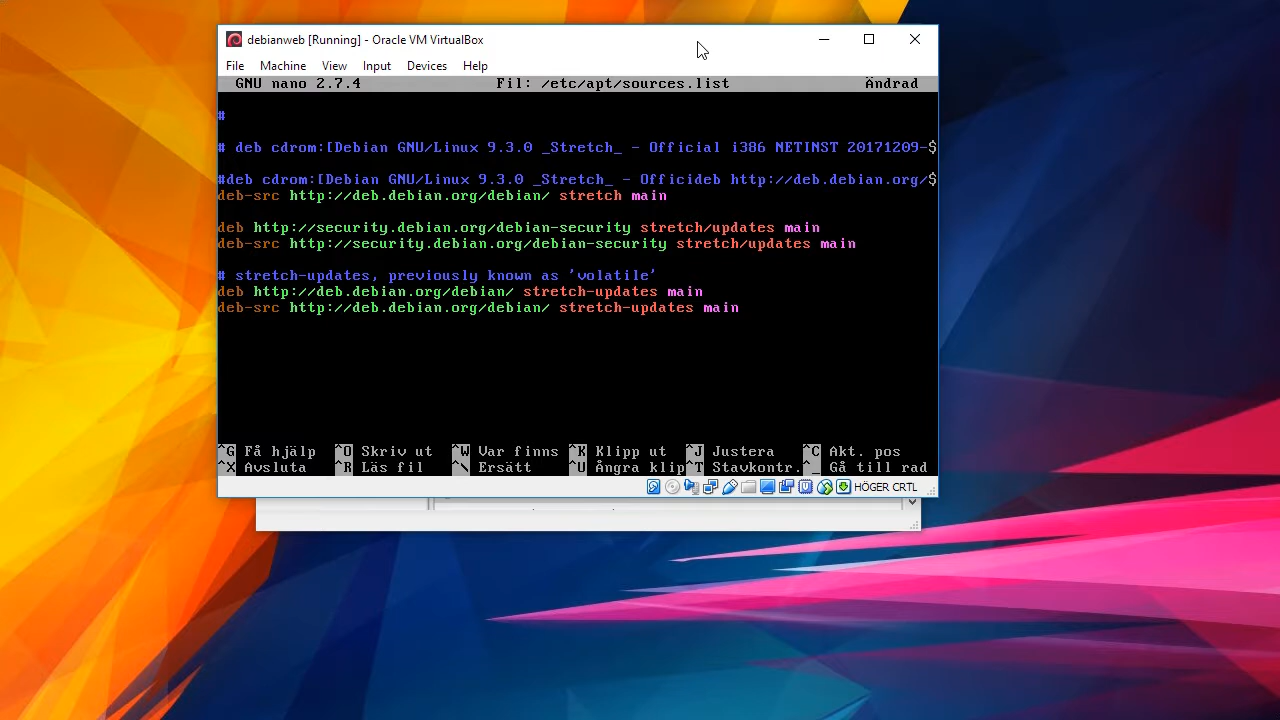 debianweb [Running] - Oracle VM VirtualBox
File Machine View Input Devices Help
GNU nano 2.7.4 Fil: /etc/apt/sources.list Ändrad
#
# deb cdrom:[Debian GNU/Linux 9.3.0 _Stretch_ - Official i386 NETINST 20171209-$
#deb cdrom:[Debian GNU/Linux 9.3.0 _Stretch_ - Officideb http://deb.debian.org/$
deb-src http://deb.debian.org/debian/ stretch main
deb http://security.debian.org/debian-security stretch/updates main
deb-src http://security.debian.org/debian-security stretch/updates main
# stretch-updates, previously known as 'volatile'
deb http://deb.debian.org/debian/ stretch-updates main
deb-src http://deb.debian.org/debian/ stretch-updates main
^G Få hjälp ^O Skriv ut ^W Var finns ^K Klipp ut ^J Justera ^C Akt. pos
^X Avsluta ^R Läs fil ^\ Ersätt ^U Ångra klip^T Stavkontr.^_ Gå till rad
HÖGER CRTL